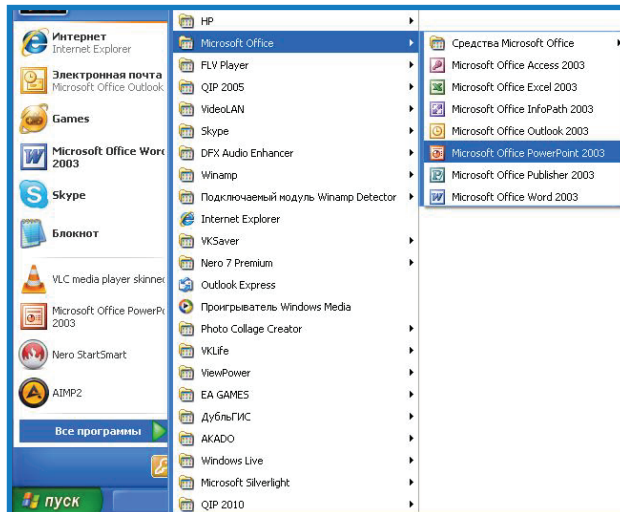 Интернет
Internet Explorer
Электронная почта
Microsoft Office Outlook
Games
Microsoft Office Word
2003
Skype
Блокнот
VLC media player skinned
Microsoft Office PowerPo
2003
Nero StartSmart
AIMP2
Все программы
пуск
HP
Microsoft Office
FLV Player
QIP 2005
VideoLAN
Skype
DFX Audio Enhancer
Winamp
Подключаемый модуль Winamp Detector
Internet Explorer
VKSaver
Nero 7 Premium
Outlook Express
Проигрыватель Windows Media
Photo Collage Creator
VKLife
ViewPower
EA GAMES
ДубльГИС
AKADO
Windows Live
Microsoft Silverlight
QIP 2010
Средства Microsoft Office
Microsoft Office Access 2003
Microsoft Office Excel 2003
Microsoft Office InfoPath 2003
Microsoft Office Outlook 2003
Microsoft Office PowerPoint 2003
Microsoft Office Publisher 2003
Microsoft Office Word 2003